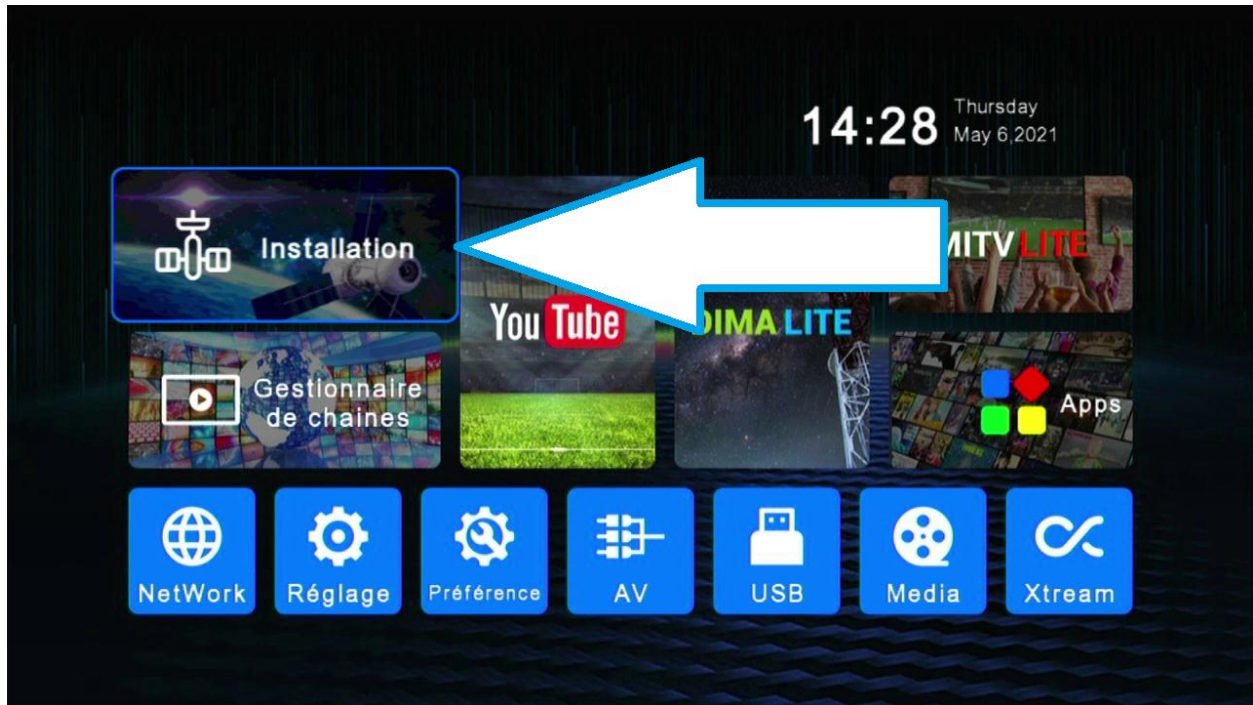 14:28
Thursday
May 6,2021
Installation
You Tube
DIMA LITE
MITV LITE
Gestionnaire
de chaines
Apps
NetWork
Réglage
Préférence
AV
USB
Media
Xtream